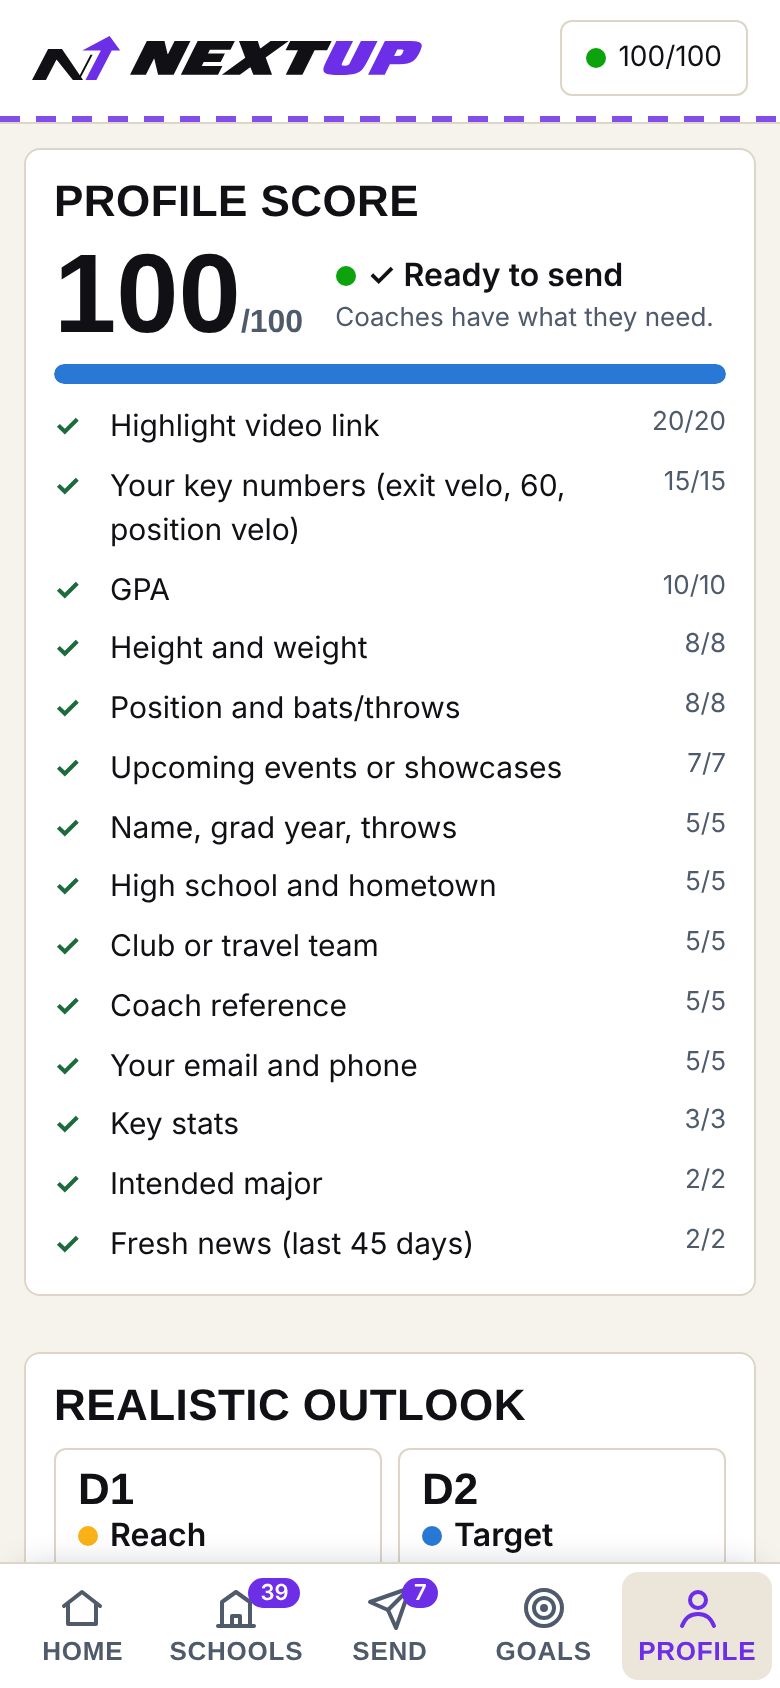 NEXTUP
100/100
PROFILE SCORE
100/100
✓ Ready to send
Coaches have what they need.
✓ Highlight video link 20/20
✓ Your key numbers (exit velo, 60, 15/15
position velo)
✓ GPA 10/10
✓ Height and weight 8/8
✓ Position and bats/throws 8/8
✓ Upcoming events or showcases 7/7
✓ Name, grad year, throws 5/5
✓ High school and hometown 5/5
✓ Club or travel team 5/5
✓ Coach reference 5/5
✓ Your email and phone 5/5
✓ Key stats 3/3
✓ Intended major 2/2
✓ Fresh news (last 45 days) 2/2
REALISTIC OUTLOOK
D1 D2
Reach Target
39 7
HOME SCHOOLS SEND GOALS PROFILE